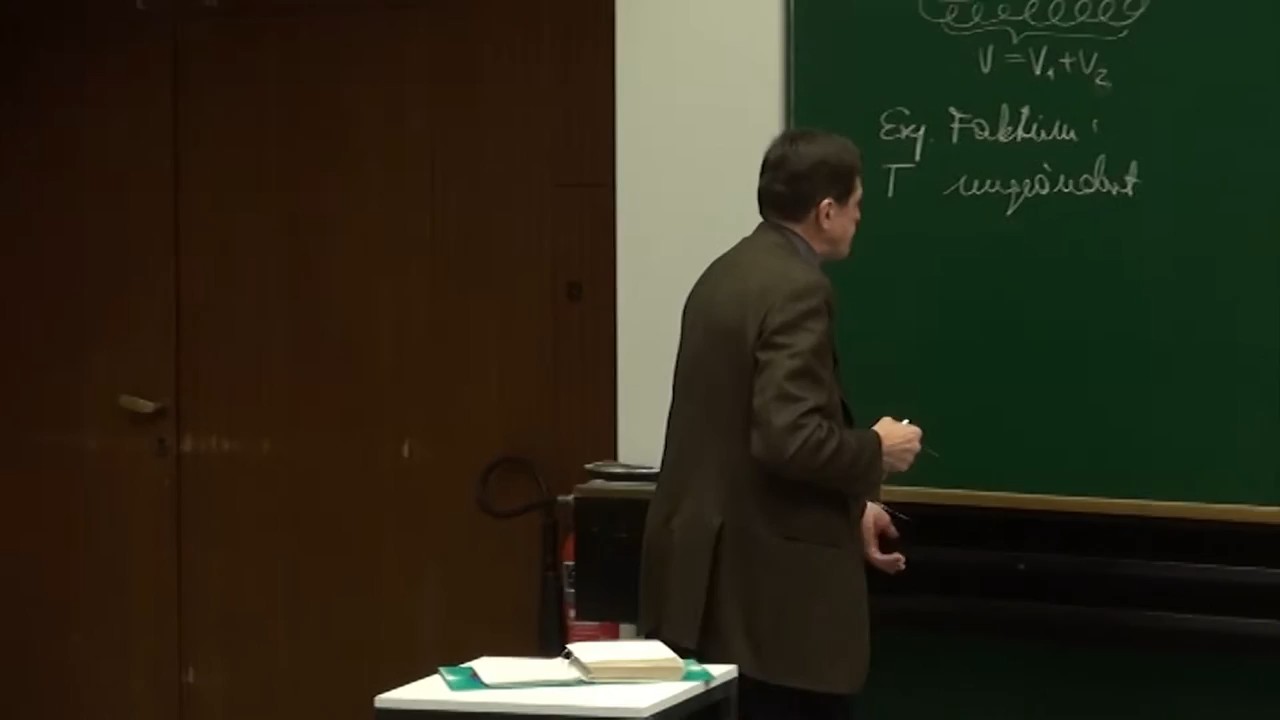 V = V₁ + V₂
Exp. Faktum:
T ungeändert